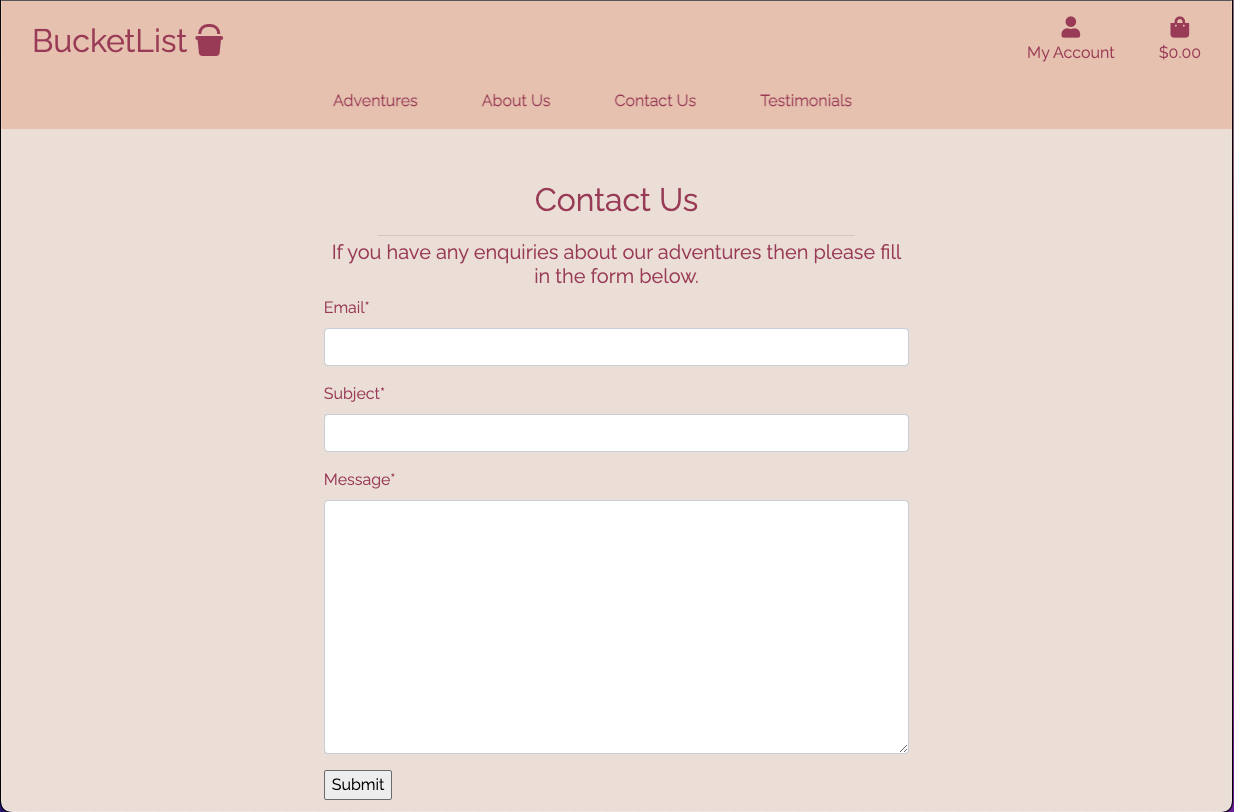 BucketList
My Account
$0.00
Adventures
About Us
Contact Us
Testimonials
Contact Us
If you have any enquiries about our adventures then please fill
in the form below.
Email*
Subject*
Message*
Submit